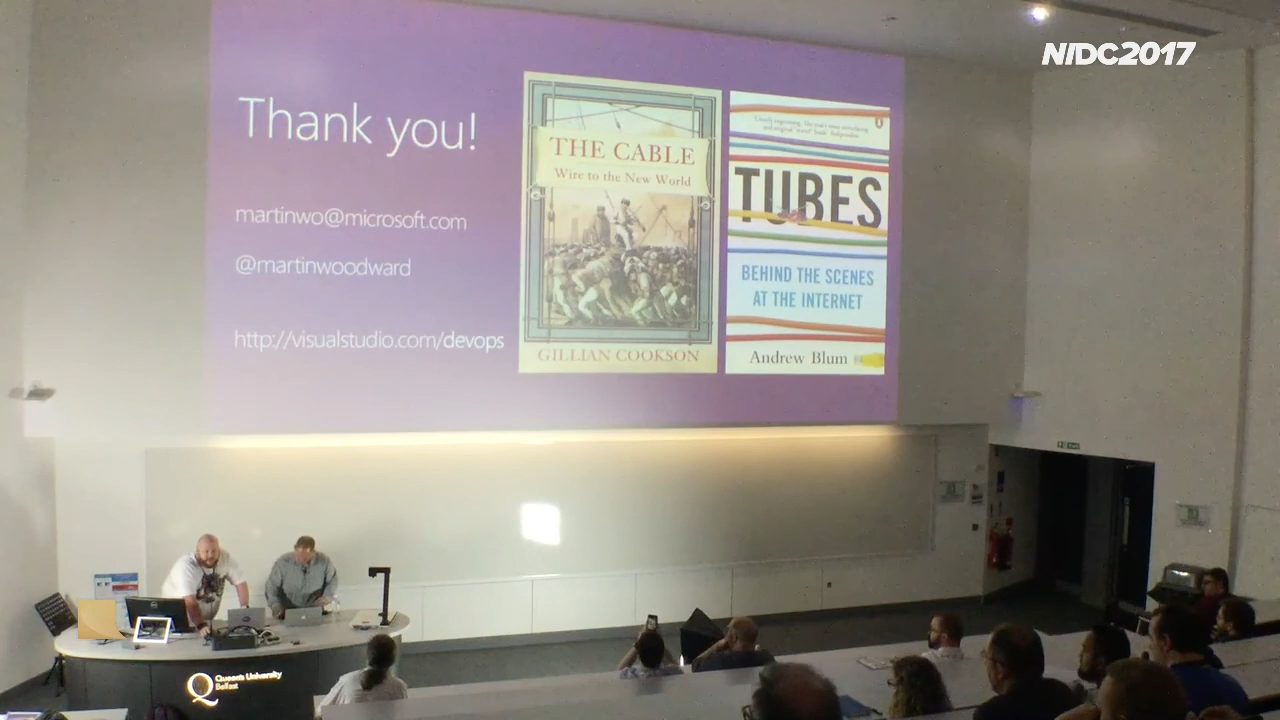 NIDC2017
Thank you!
martinwo@microsoft.com
@martinwoodward
http://visualstudio.com/devops
THE CABLE
Wire to the New World
GILLIAN COOKSON
TUBES
BEHIND THE SCENES
AT THE INTERNET
Andrew Blum
Queen's University
Belfast